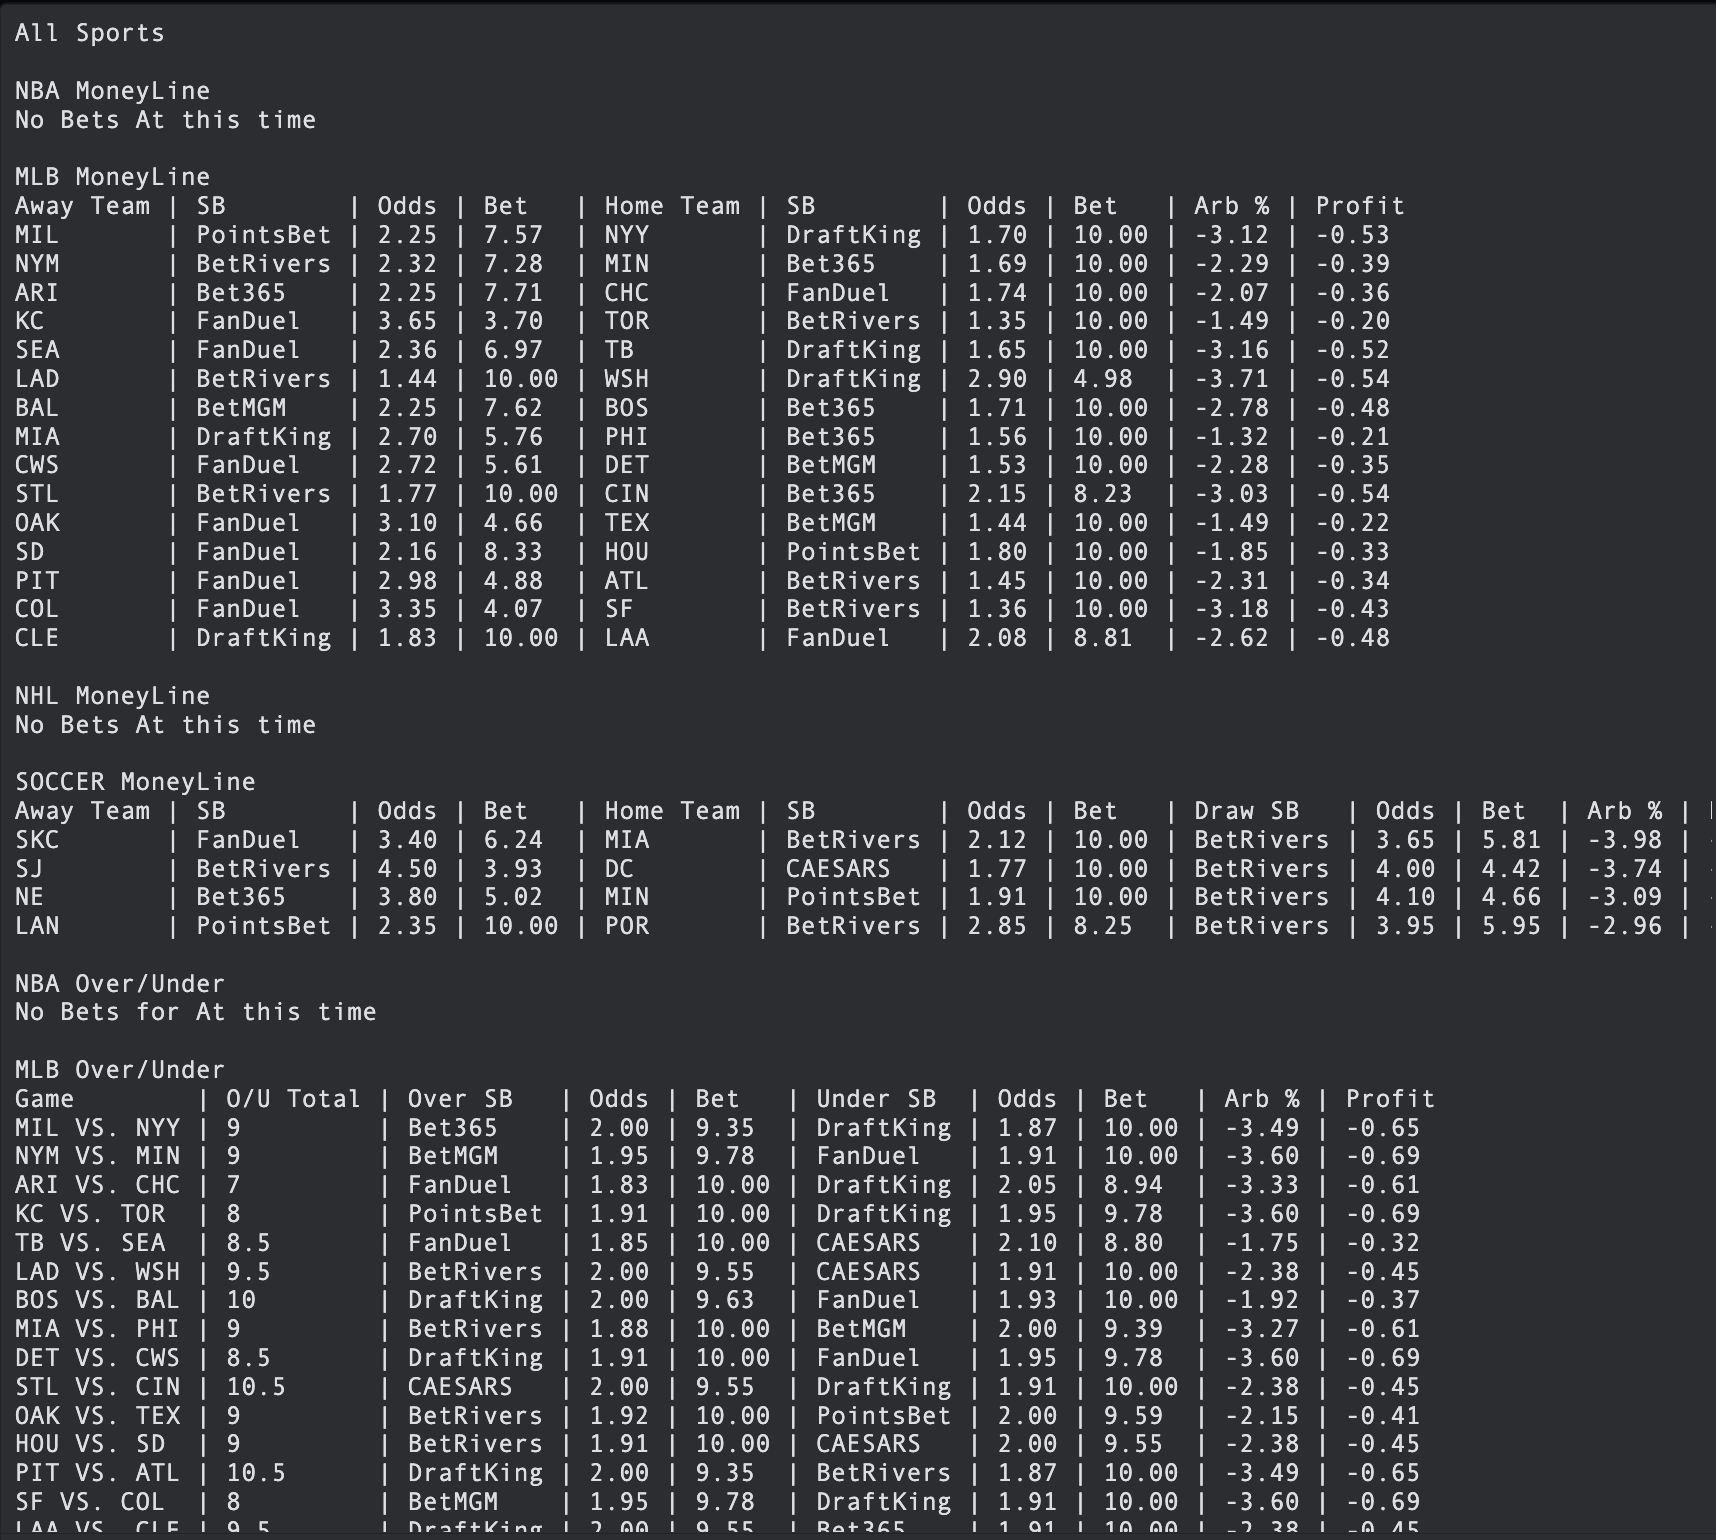 All Sports
NBA MoneyLine
No Bets At this time
MLB MoneyLine
Away Team | SB | Odds | Bet | Home Team | SB | Odds | Bet | Arb % | Profit
MIL | PointsBet | 2.25 | 7.57 | NYY | DraftKing | 1.70 | 10.00 | -3.12 | -0.53
NYM | BetRivers | 2.32 | 7.28 | MIN | Bet365 | 1.69 | 10.00 | -2.29 | -0.39
ARI | Bet365 | 2.25 | 7.71 | CHC | FanDuel | 1.74 | 10.00 | -2.07 | -0.36
KC | FanDuel | 3.65 | 3.70 | TOR | BetRivers | 1.35 | 10.00 | -1.49 | -0.20
SEA | FanDuel | 2.36 | 6.97 | TB | DraftKing | 1.65 | 10.00 | -3.16 | -0.52
LAD | BetRivers | 1.44 | 10.00 | WSH | DraftKing | 2.90 | 4.98 | -3.71 | -0.54
BAL | BetMGM | 2.25 | 7.62 | BOS | Bet365 | 1.71 | 10.00 | -2.78 | -0.48
MIA | DraftKing | 2.70 | 5.76 | PHI | Bet365 | 1.56 | 10.00 | -1.32 | -0.21
CWS | FanDuel | 2.72 | 5.61 | DET | BetMGM | 1.53 | 10.00 | -2.28 | -0.35
STL | BetRivers | 1.77 | 10.00 | CIN | Bet365 | 2.15 | 8.23 | -3.03 | -0.54
OAK | FanDuel | 3.10 | 4.66 | TEX | BetMGM | 1.44 | 10.00 | -1.49 | -0.22
SD | FanDuel | 2.16 | 8.33 | HOU | PointsBet | 1.80 | 10.00 | -1.85 | -0.33
PIT | FanDuel | 2.98 | 4.88 | ATL | BetRivers | 1.45 | 10.00 | -2.31 | -0.34
COL | FanDuel | 3.35 | 4.07 | SF | BetRivers | 1.36 | 10.00 | -3.18 | -0.43
CLE | DraftKing | 1.83 | 10.00 | LAA | FanDuel | 2.08 | 8.81 | -2.62 | -0.48
NHL MoneyLine
No Bets At this time
SOCCER MoneyLine
Away Team | SB | Odds | Bet | Home Team | SB | Odds | Bet | Draw SB | Odds | Bet | Arb % |
SKC | FanDuel | 3.40 | 6.24 | MIA | BetRivers | 2.12 | 10.00 | BetRivers | 3.65 | 5.81 | -3.98 |
SJ | BetRivers | 4.50 | 3.93 | DC | CAESARS | 1.77 | 10.00 | BetRivers | 4.00 | 4.42 | -3.74 |
NE | Bet365 | 3.80 | 5.02 | MIN | PointsBet | 1.91 | 10.00 | BetRivers | 4.10 | 4.66 | -3.09 |
LAN | PointsBet | 2.35 | 10.00 | POR | BetRivers | 2.85 | 8.25 | BetRivers | 3.95 | 5.95 | -2.96 |
NBA Over/Under
No Bets for At this time
MLB Over/Under
Game | O/U Total | Over SB | Odds | Bet | Under SB | Odds | Bet | Arb % | Profit
MIL VS. NYY | 9 | Bet365 | 2.00 | 9.35 | DraftKing | 1.87 | 10.00 | -3.49 | -0.65
NYM VS. MIN | 9 | BetMGM | 1.95 | 9.78 | FanDuel | 1.91 | 10.00 | -3.60 | -0.69
ARI VS. CHC | 7 | FanDuel | 1.83 | 10.00 | DraftKing | 2.05 | 8.94 | -3.33 | -0.61
KC VS. TOR | 8 | PointsBet | 1.91 | 10.00 | DraftKing | 1.95 | 9.78 | -3.60 | -0.69
TB VS. SEA | 8.5 | FanDuel | 1.85 | 10.00 | CAESARS | 2.10 | 8.80 | -1.75 | -0.32
LAD VS. WSH | 9.5 | BetRivers | 2.00 | 9.55 | CAESARS | 1.91 | 10.00 | -2.38 | -0.45
BOS VS. BAL | 10 | DraftKing | 2.00 | 9.63 | FanDuel | 1.93 | 10.00 | -1.92 | -0.37
MIA VS. PHI | 9 | BetRivers | 1.88 | 10.00 | BetMGM | 2.00 | 9.39 | -3.27 | -0.61
DET VS. CWS | 8.5 | DraftKing | 1.91 | 10.00 | FanDuel | 1.95 | 9.78 | -3.60 | -0.69
STL VS. CIN | 10.5 | CAESARS | 2.00 | 9.55 | DraftKing | 1.91 | 10.00 | -2.38 | -0.45
OAK VS. TEX | 9 | BetRivers | 1.92 | 10.00 | PointsBet | 2.00 | 9.59 | -2.15 | -0.41
HOU VS. SD | 9 | BetRivers | 1.91 | 10.00 | CAESARS | 2.00 | 9.55 | -2.38 | -0.45
PIT VS. ATL | 10.5 | DraftKing | 2.00 | 9.35 | BetRivers | 1.87 | 10.00 | -3.49 | -0.65
SF VS. COL | 8 | BetMGM | 1.95 | 9.78 | DraftKing | 1.91 | 10.00 | -3.60 | -0.69
LAA VS. CLE | 9.5 | DraftKing | 2.00 | 9.55 | Bet365 | 1.91 | 10.00 | -2.38 | -0.45